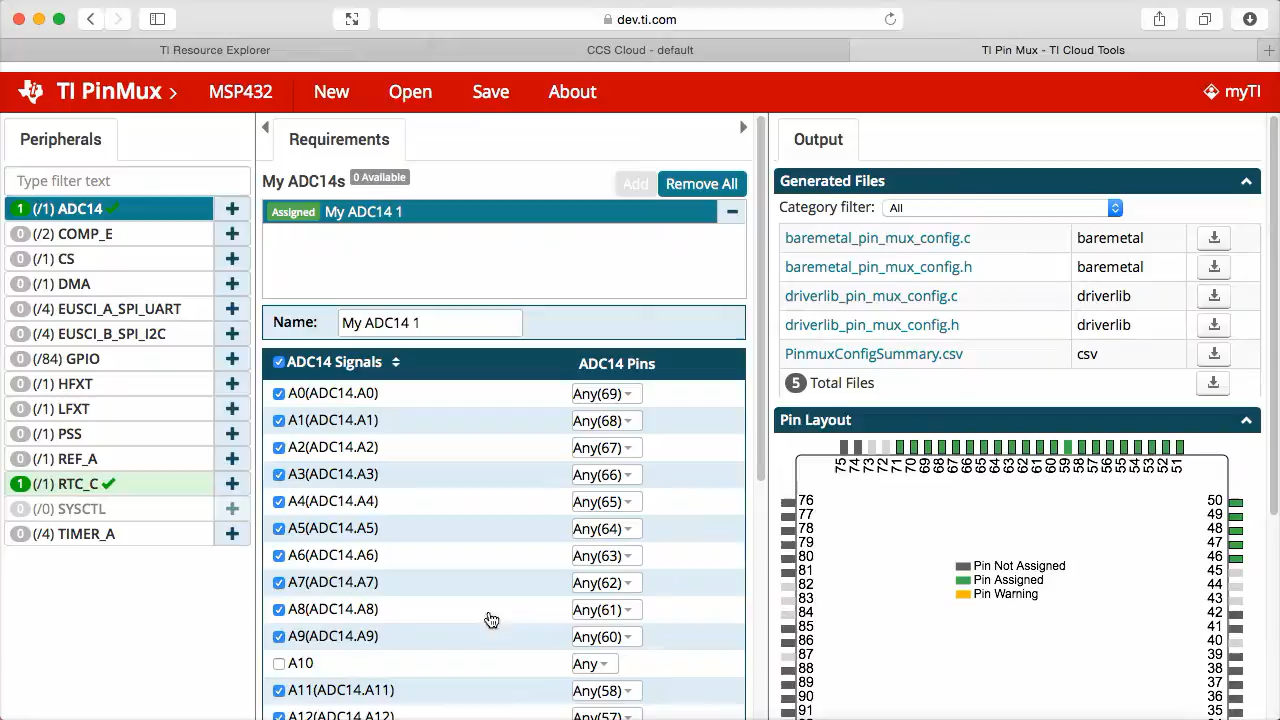 dev.ti.com
TI Resource Explorer
CCS Cloud - default
TI Pin Mux - TI Cloud Tools
TI PinMux
MSP432
New
Open
Save
About
myTI
Peripherals
Type filter text
1 (/1) ADC14
0 (/2) COMP_E
0 (/1) CS
0 (/1) DMA
0 (/4) EUSCI_A_SPI_UART
0 (/4) EUSCI_B_SPI_I2C
0 (/84) GPIO
0 (/1) HFXT
0 (/1) LFXT
0 (/1) PSS
0 (/1) REF_A
1 (/1) RTC_C
0 (/0) SYSCTL
0 (/4) TIMER_A
Requirements
My ADC14s 0 Available
Add Remove All
Assigned My ADC14 1
Name: My ADC14 1
ADC14 Signals ADC14 Pins
A0(ADC14.A0) Any(69)
A1(ADC14.A1) Any(68)
A2(ADC14.A2) Any(67)
A3(ADC14.A3) Any(66)
A4(ADC14.A4) Any(65)
A5(ADC14.A5) Any(64)
A6(ADC14.A6) Any(63)
A7(ADC14.A7) Any(62)
A8(ADC14.A8) Any(61)
A9(ADC14.A9) Any(60)
A10 Any
A11(ADC14.A11) Any(58)
A12(ADC14.A12) Any(57)
Output
Generated Files
Category filter: All
baremetal_pin_mux_config.c baremetal
baremetal_pin_mux_config.h baremetal
driverlib_pin_mux_config.c driverlib
driverlib_pin_mux_config.h driverlib
PinmuxConfigSummary.csv csv
5 Total Files
Pin Layout
75 74 73 72 71 70 69 68 67 66 65 64 63 62 61 60 59 58 57 56 55 54 53 52 51
76 50
77 49
78 48
79 47
80 46
81 45
82 44
83 43
84 42
85 41
86 40
87 39
88 38
89 37
90 36
91 35
Pin Not Assigned
Pin Assigned
Pin Warning